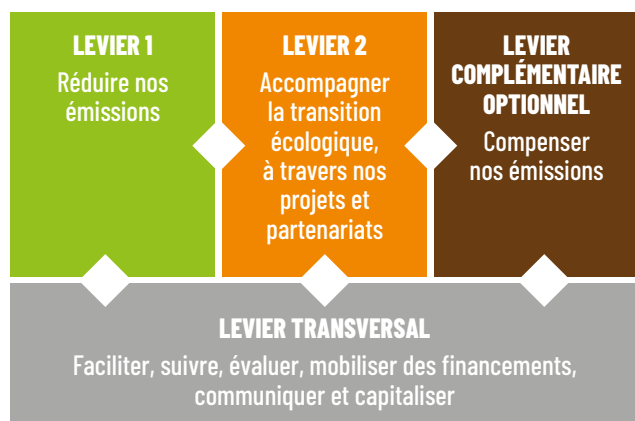 LEVIER 1
Réduire nos
émissions
LEVIER 2
Accompagner
la transition
écologique,
à travers nos
projets et
partenariats
LEVIER
COMPLÉMENTAIRE
OPTIONNEL
Compenser
nos émissions
LEVIER TRANSVERSAL
Faciliter, suivre, évaluer, mobiliser des financements,
communiquer et capitaliser